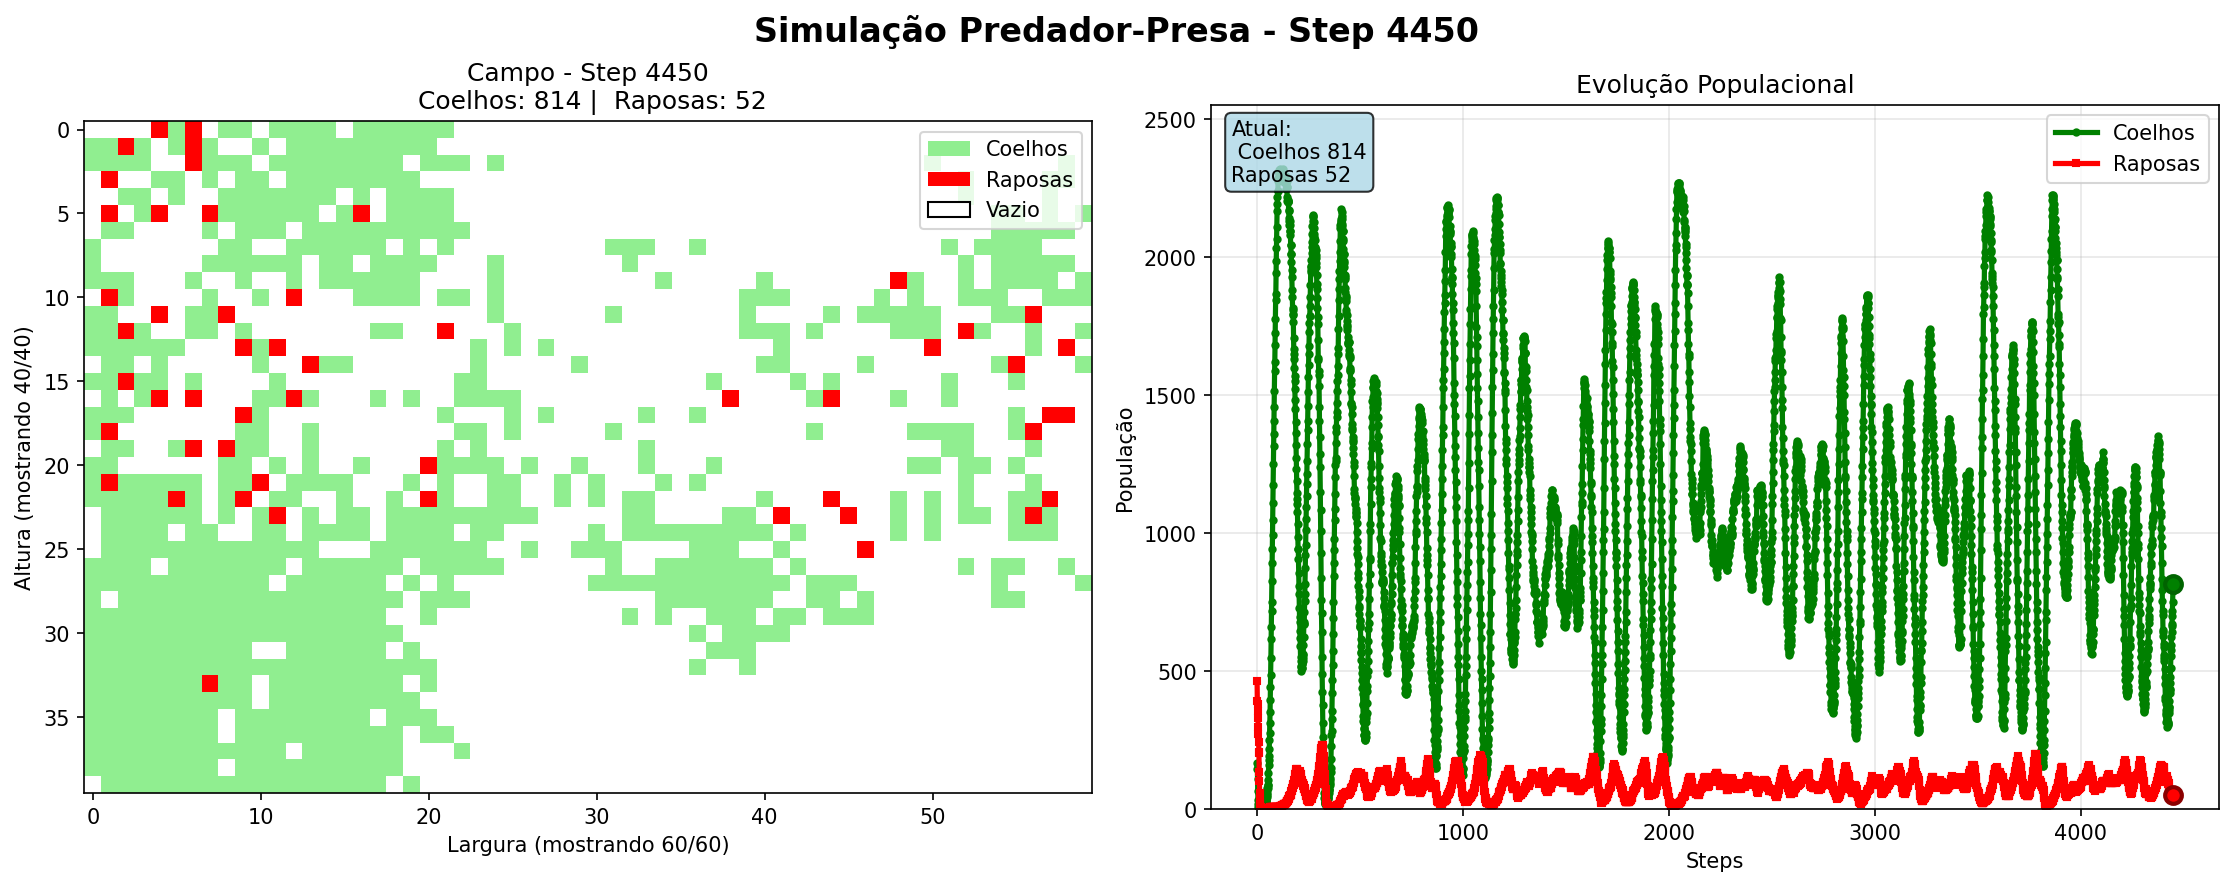 Simulação Predador-Presa - Step 4450
Campo - Step 4450
Coelhos: 814 |  Raposas: 52
Coelhos
Raposas
Vazio
0
5
10
15
20
25
30
35
Altura (mostrando 40/40)
0
10
20
30
40
50
Largura (mostrando 60/60)
Evolução Populacional
Atual:
Coelhos 814
Raposas 52
Coelhos
Raposas
2500
2000
1500
1000
500
0
População
0
1000
2000
3000
4000
Steps